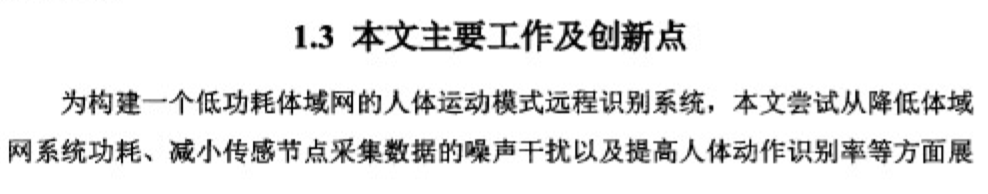 1.3 本文主要工作及创新点
为构建一个低功耗体域网的人体运动模式远程识别系统，本文尝试从降低体域
网系统功耗、减小传感节点采集数据的噪声干扰以及提高人体动作识别率等方面展